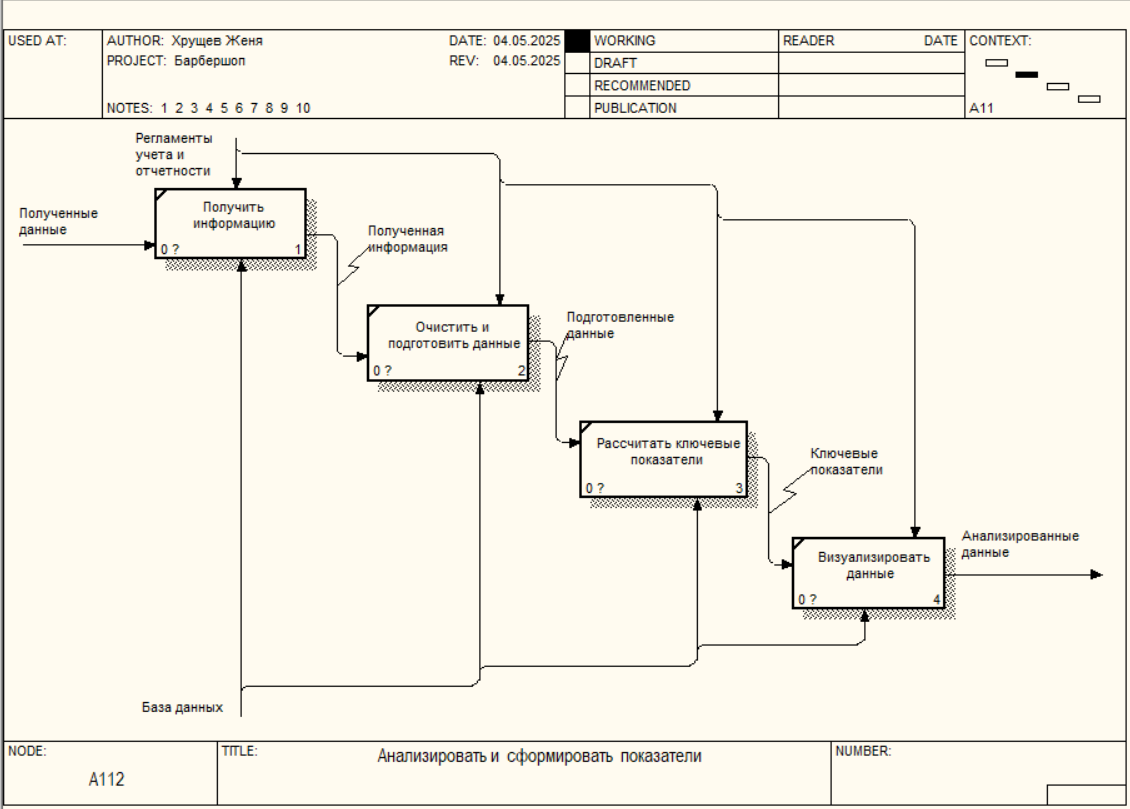 USED AT:
AUTHOR: Хрущев Женя
DATE: 04.05.2025
PROJECT: Барбершоп
REV: 04.05.2025
NOTES: 1 2 3 4 5 6 7 8 9 10
WORKING
DRAFT
RECOMMENDED
PUBLICATION
READER
DATE
CONTEXT:
A11
Регламенты
учета и
отчетности
Полученные
данные
Получить
информацию
0 ?
1
Полученная
информация
Очистить и
подготовить данные
0 ?
2
Подготовленные
данные
Рассчитать ключевые
показатели
0 ?
3
Ключевые
показатели
Визуализировать
данные
0 ?
4
Анализированные
данные
База данных
NODE:
A112
TITLE:
Анализировать и сформировать показатели
NUMBER: